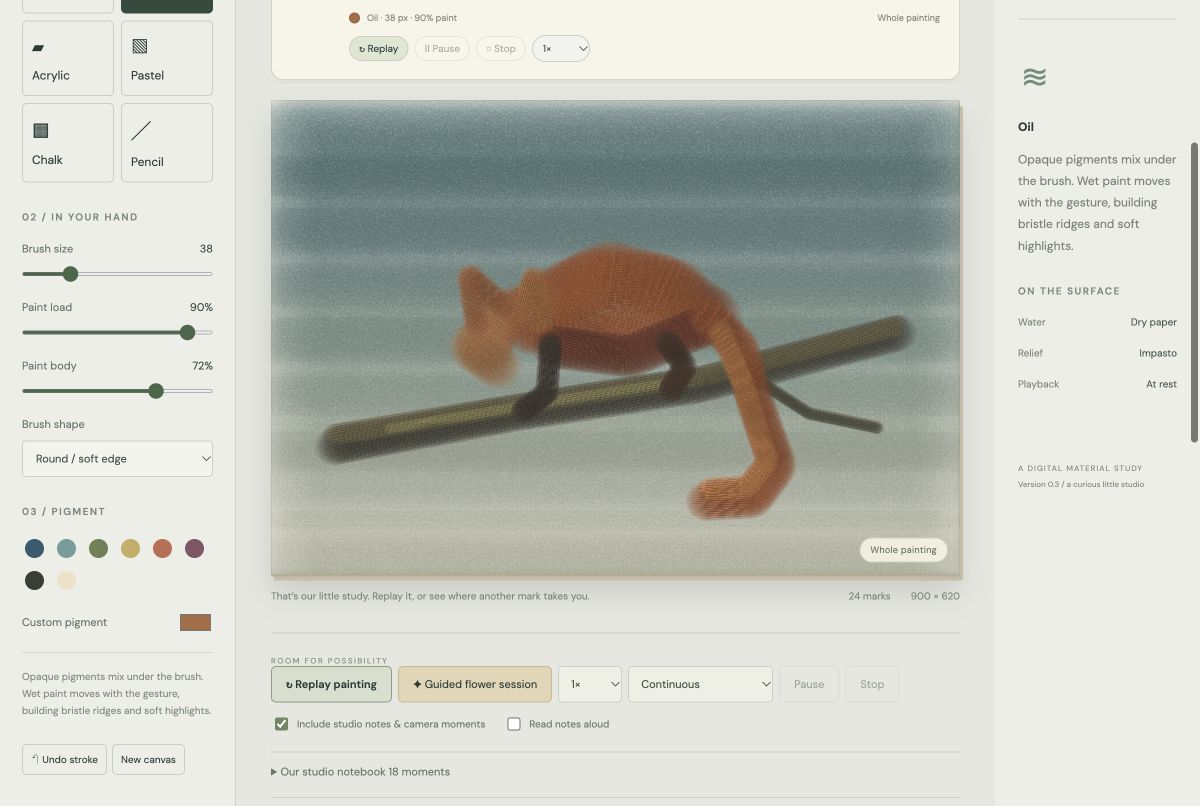 Acrylic
Pastel
Chalk
Pencil
02 / IN YOUR HAND
Brush size 38
Paint load 90%
Paint body 72%
Brush shape
Round / soft edge
03 / PIGMENT
Custom pigment
Opaque pigments mix under the brush.
Wet paint moves with the gesture,
building bristle ridges and soft highlights.
Undo stroke
New canvas
Oil · 38 px · 90% paint
Whole painting
↻ Replay
II Pause
▫ Stop
1×
Whole painting
That's our little study. Replay it, or see where another mark takes you.
24 marks
900 × 620
ROOM FOR POSSIBILITY
↻ Replay painting
✦ Guided flower session
1×
Continuous
Pause
Stop
Include studio notes & camera moments
Read notes aloud
▶ Our studio notebook 18 moments
Oil
Opaque pigments mix under
the brush. Wet paint moves
with the gesture, building
bristle ridges and soft
highlights.
ON THE SURFACE
Water Dry paper
Relief Impasto
Playback At rest
A DIGITAL MATERIAL STUDY
Version 0.3 / a curious little studio